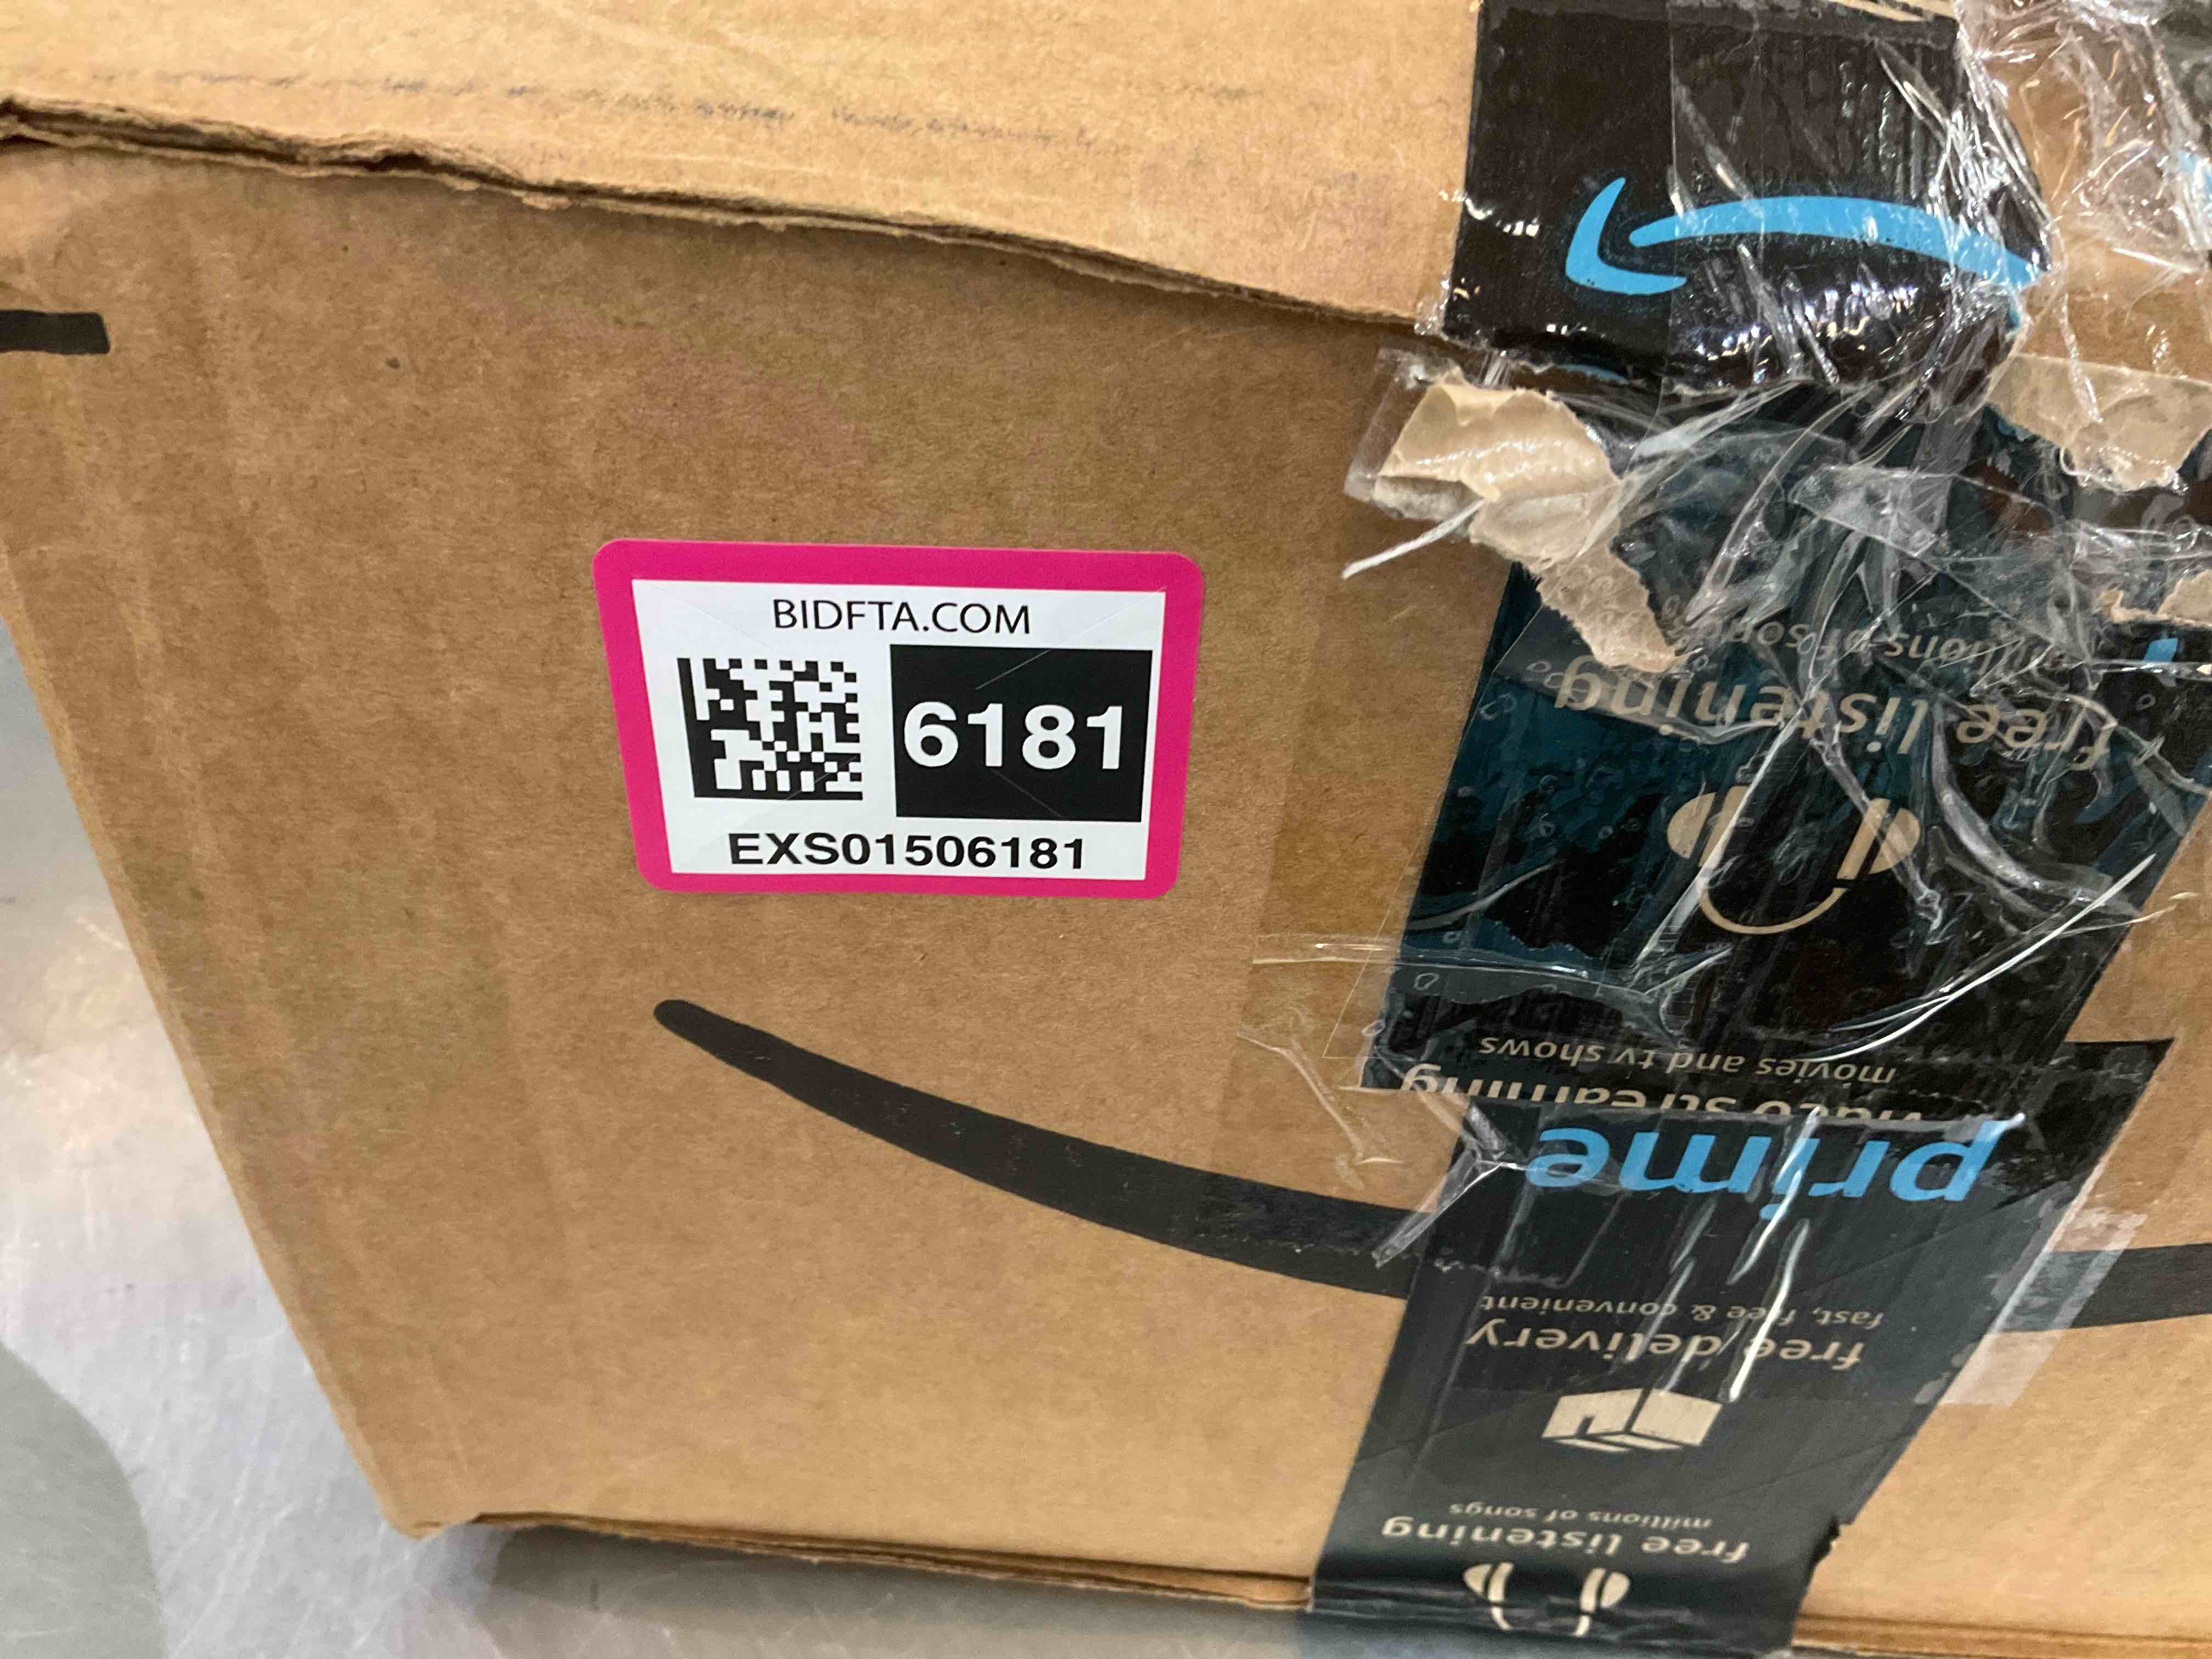 BIDFTA.COM
6181
EXS01506181
millions of songs
free listening
movies and tv shows
video streaming
prime
fast, free & convenient
free delivery
millions of songs
free listening